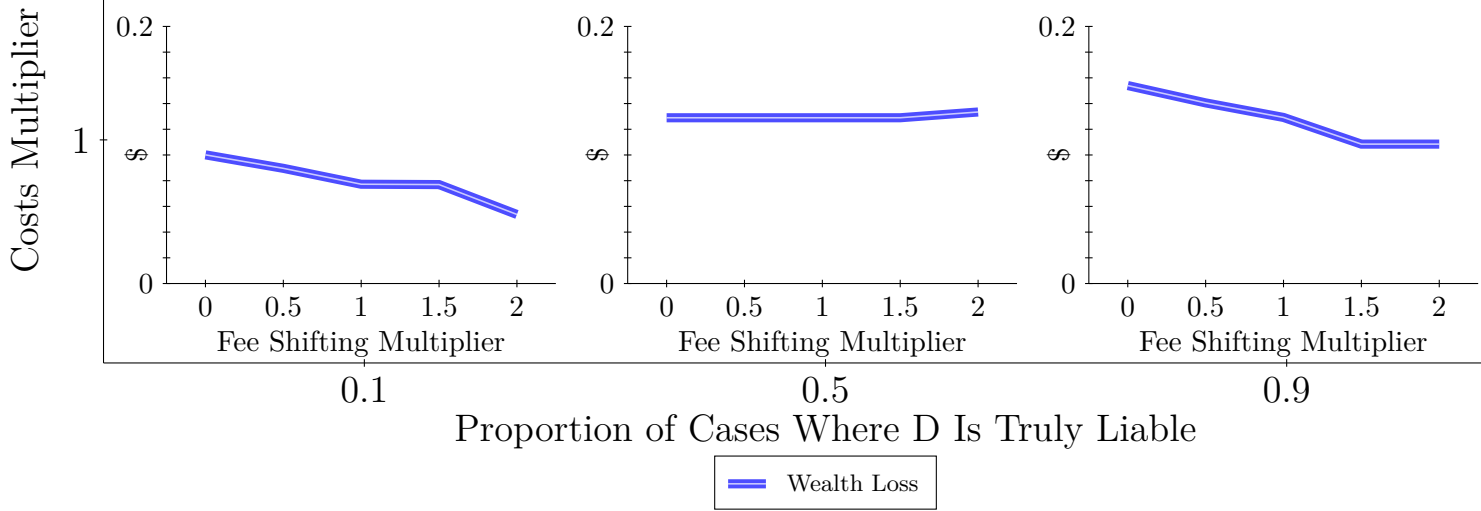 Costs Multiplier
1
0.2
$
0
0 0.5 1 1.5 2
Fee Shifting Multiplier
0.2
$
0
0 0.5 1 1.5 2
Fee Shifting Multiplier
0.2
$
0
0 0.5 1 1.5 2
Fee Shifting Multiplier
0.1 0.5 0.9
Proportion of Cases Where D Is Truly Liable
Wealth Loss